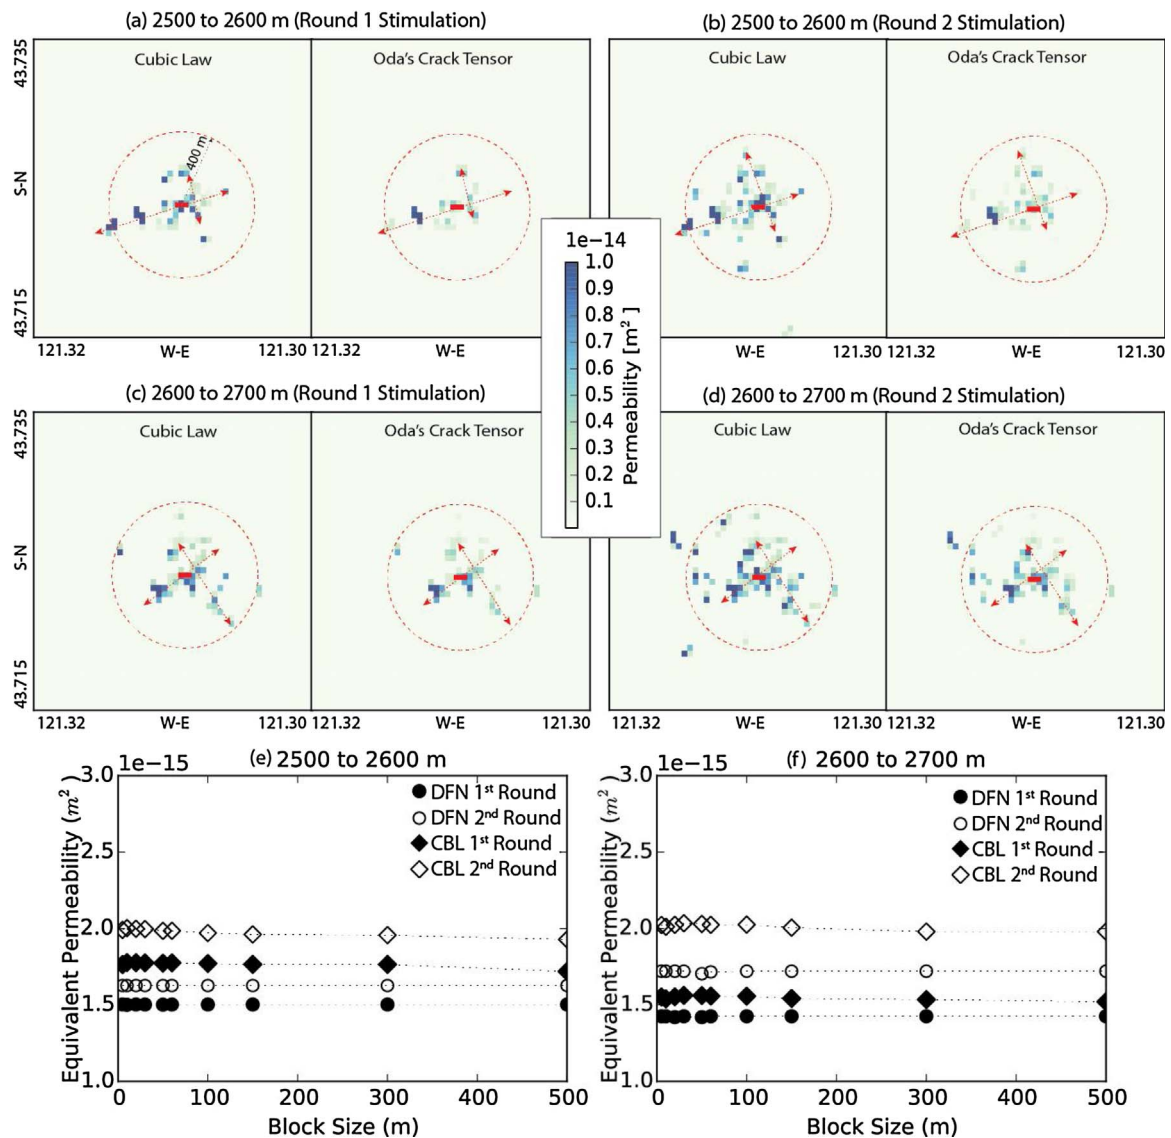 (a) 2500 to 2600 m (Round 1 Stimulation)
(b) 2500 to 2600 m (Round 2 Stimulation)
43.735
S-N
43.715
Cubic Law
Oda's Crack Tensor
Cubic Law
Oda's Crack Tensor
400 m
121.32
W-E
121.30
121.32
W-E
121.32
W-E
121.30
121.32
W-E
121.30
1e−14
1.0
0.9
0.8
0.7
0.6
0.5
0.4
0.3
0.2
0.1
Permeability [m²]
(c) 2600 to 2700 m (Round 1 Stimulation)
(d) 2600 to 2700 m (Round 2 Stimulation)
43.735
S-N
43.715
Cubic Law
Oda's Crack Tensor
Cubic Law
Oda's Crack Tensor
121.32
W-E
121.30
121.32
W-E
121.30
121.32
W-E
121.30
121.32
W-E
121.30
1e−15
(e) 2500 to 2600 m
3.0
2.5
2.0
1.5
1.0
Equivalent Permeability (m²)
DFN 1st Round
DFN 2nd Round
CBL 1st Round
CBL 2nd Round
0
100
200
300
400
500
Block Size (m)
1e−15
(f) 2600 to 2700 m
3.0
2.5
2.0
1.5
1.0
Equivalent Permeability (m²)
DFN 1st Round
DFN 2nd Round
CBL 1st Round
CBL 2nd Round
0
100
200
300
400
500
Block Size (m)